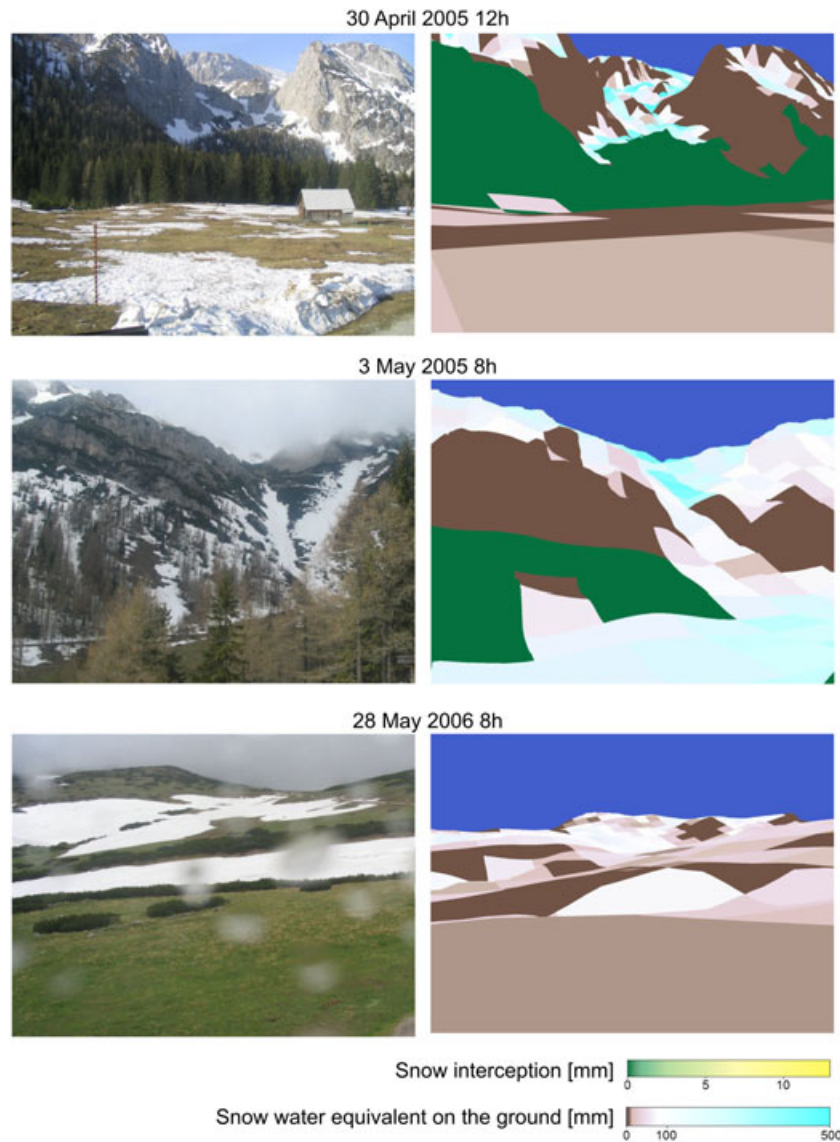 30 April 2005 12h
3 May 2005 8h
28 May 2006 8h
Snow interception [mm]
0 5 10
Snow water equivalent on the ground [mm]
0 100 500